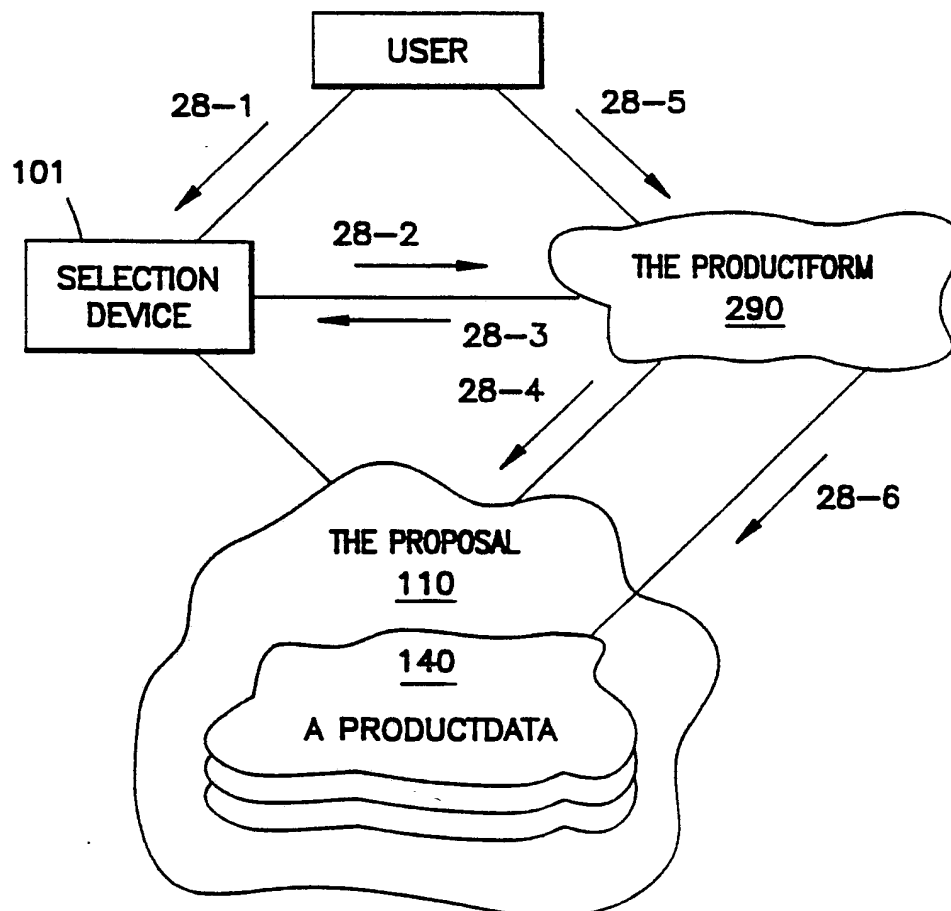 USER
28-1
28-5
101
28-2
SELECTION
DEVICE
THE PRODUCTFORM
290
28-3
28-4
28-6
THE PROPOSAL
110
140
A PRODUCTDATA